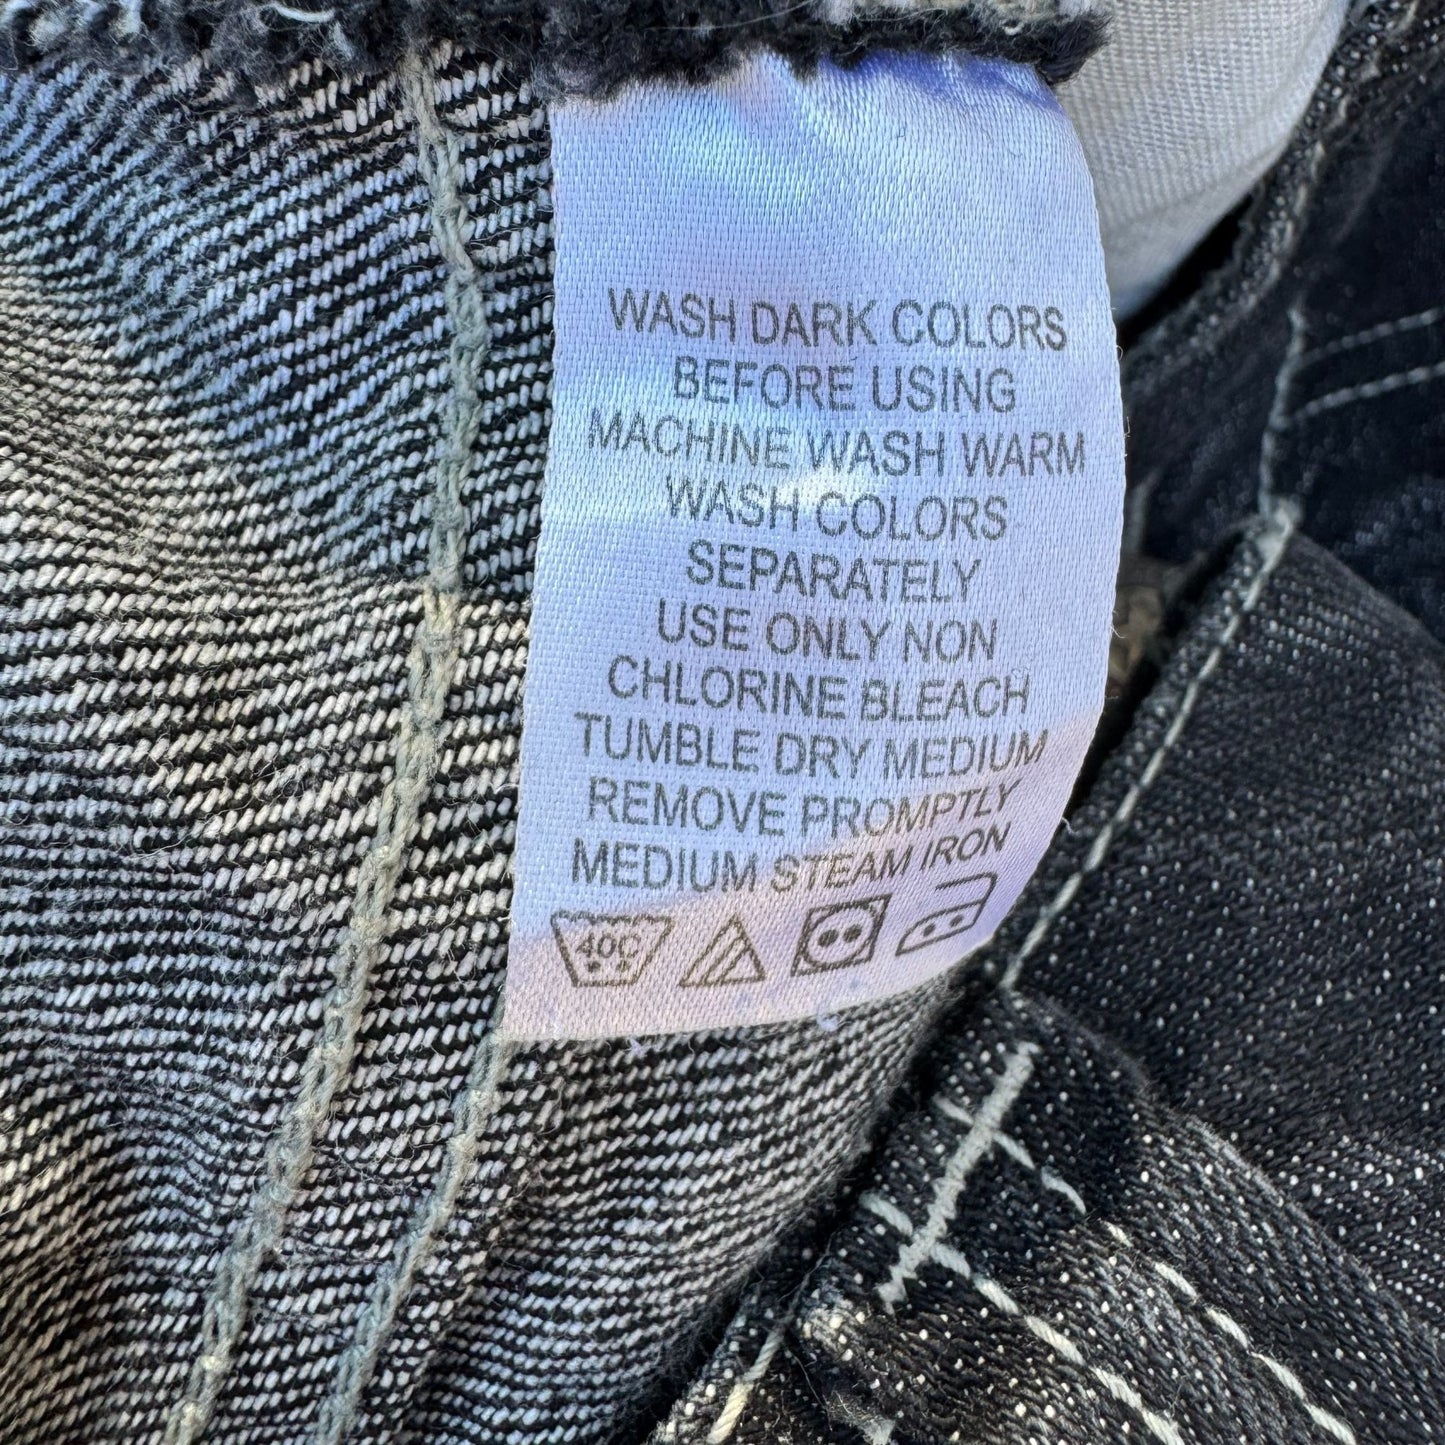 WASH DARK COLORS
BEFORE USING
MACHINE WASH WARM
WASH COLORS
SEPARATELY
USE ONLY NON
CHLORINE BLEACH
TUMBLE DRY MEDIUM
REMOVE PROMPTLY
MEDIUM STEAM IRON
40C